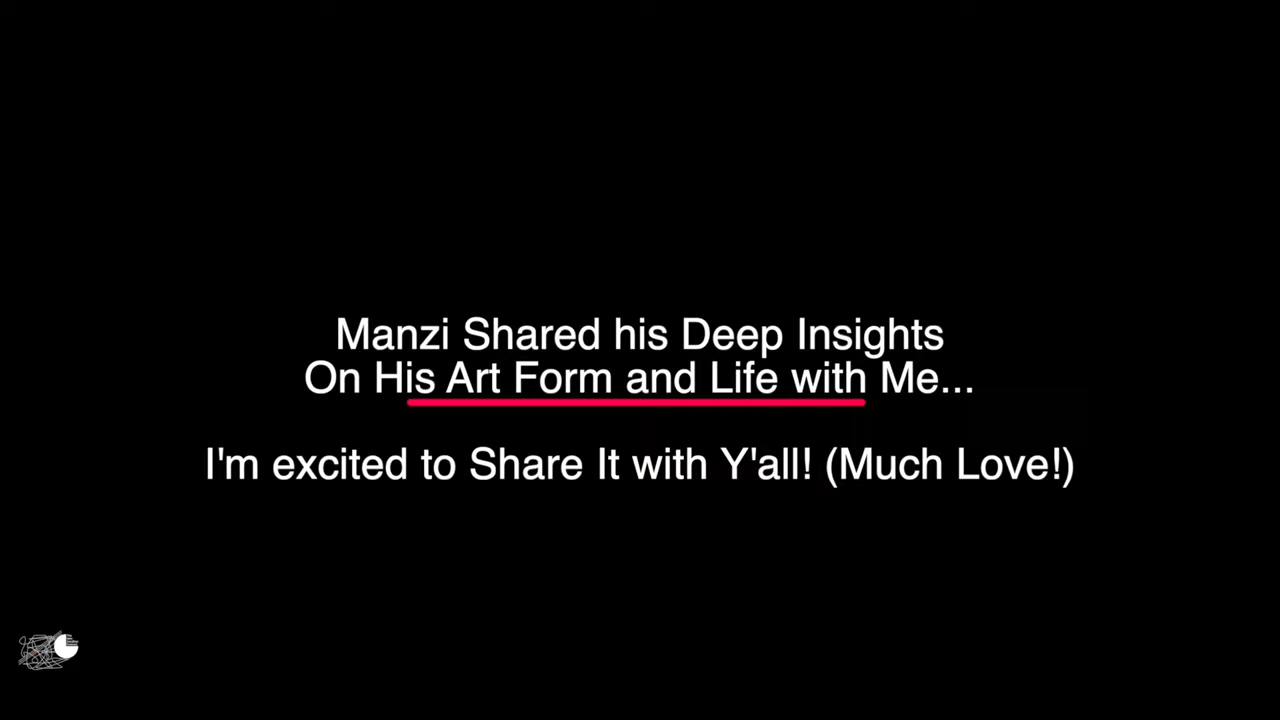 Manzi Shared his Deep Insights
On His Art Form and Life with Me...
I'm excited to Share It with Y'all! (Much Love!)